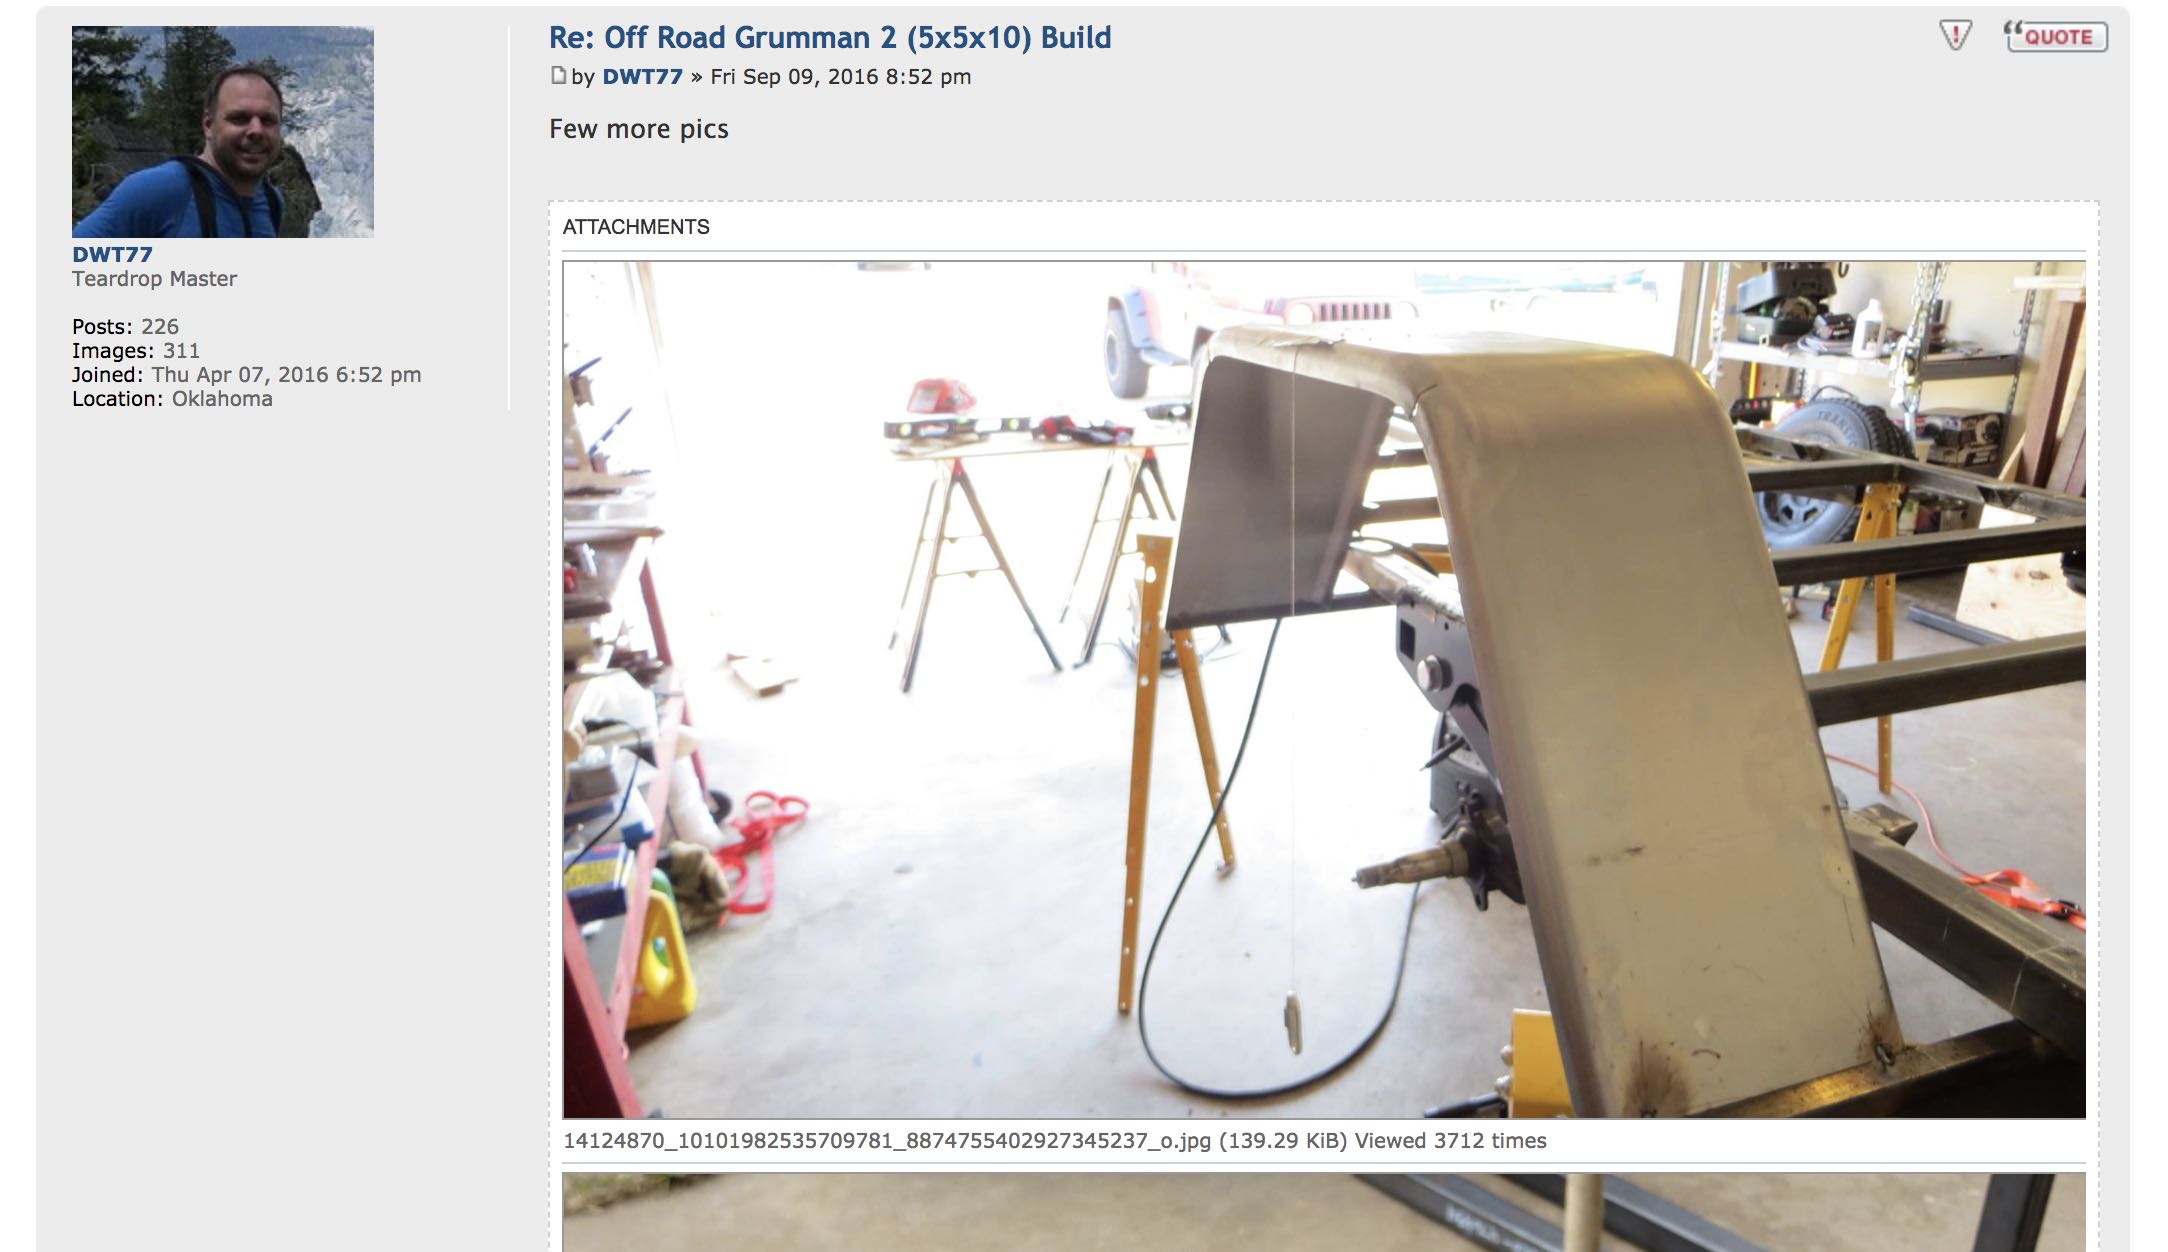 Re: Off Road Grumman 2 (5x5x10) Build
QUOTE
by DWT77 » Fri Sep 09, 2016 8:52 pm
Few more pics
DWT77
Teardrop Master
Posts: 226
Images: 311
Joined: Thu Apr 07, 2016 6:52 pm
Location: Oklahoma
ATTACHMENTS
14124870_10101982535709781_8874755402927345237_o.jpg (139.29 KiB) Viewed 3712 times